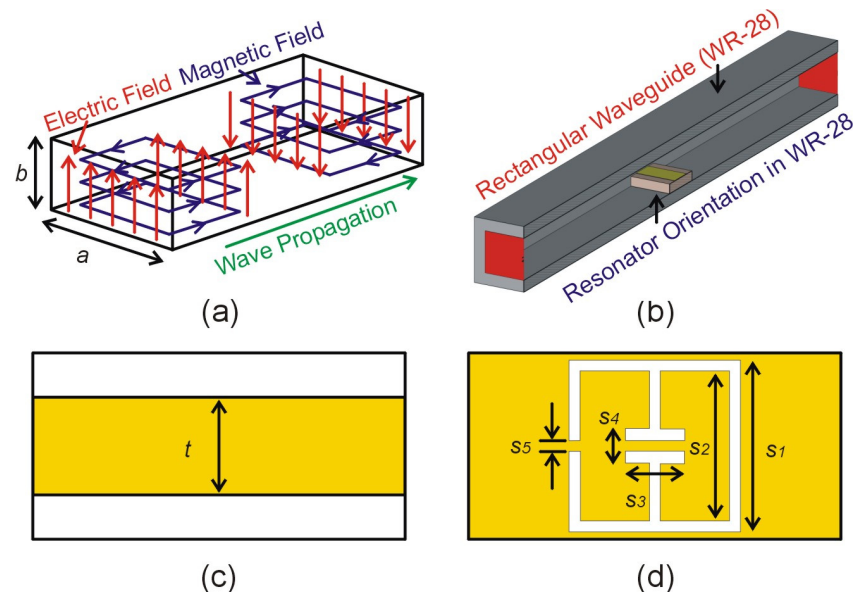 Electric Field
Magnetic Field
b
a
Wave Propagation
(a)
Rectangular Waveguide (WR-28)
Resonator Orientation in WR-28
(b)
t
(c)
s5
s4
s3
s2
s1
(d)